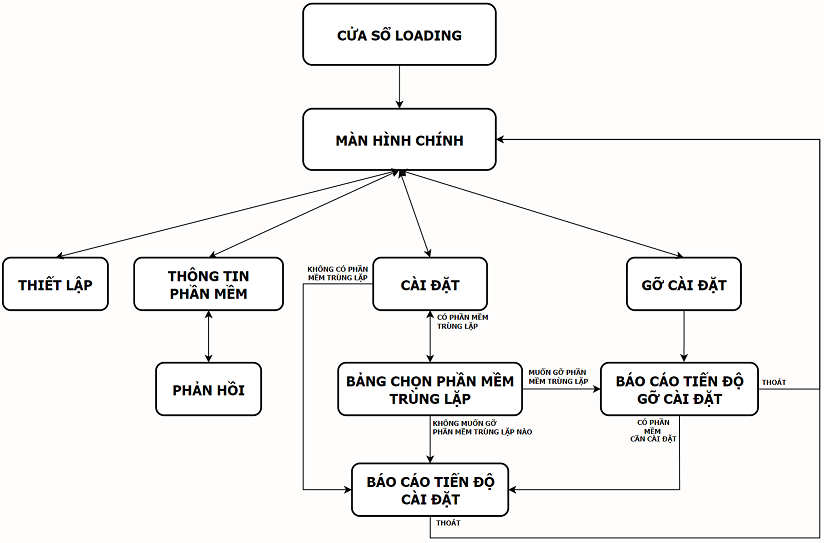 CỬA SỔ LOADING
MÀN HÌNH CHÍNH
THIẾT LẬP
THÔNG TIN
PHẦN MỀM
KHÔNG CÓ PHẦN
MỀM TRÙNG LẶP
CÀI ĐẶT
GỠ CÀI ĐẶT
CÓ PHẦN MỀM
TRÙNG LẶP
PHẢN HỒI
BẢNG CHỌN PHẦN MỀM
TRÙNG LẶP
MUỐN GỠ PHẦN
MỀM TRÙNG LẶP
BÁO CÁO TIẾN ĐỘ
GỠ CÀI ĐẶT
THOÁT
KHÔNG MUỐN GỠ
PHẦN MỀM TRÙNG LẶP NÀO
CÓ PHẦN
MỀM
CẦN CÀI ĐẶT
BÁO CÁO TIẾN ĐỘ
CÀI ĐẶT
THOÁT